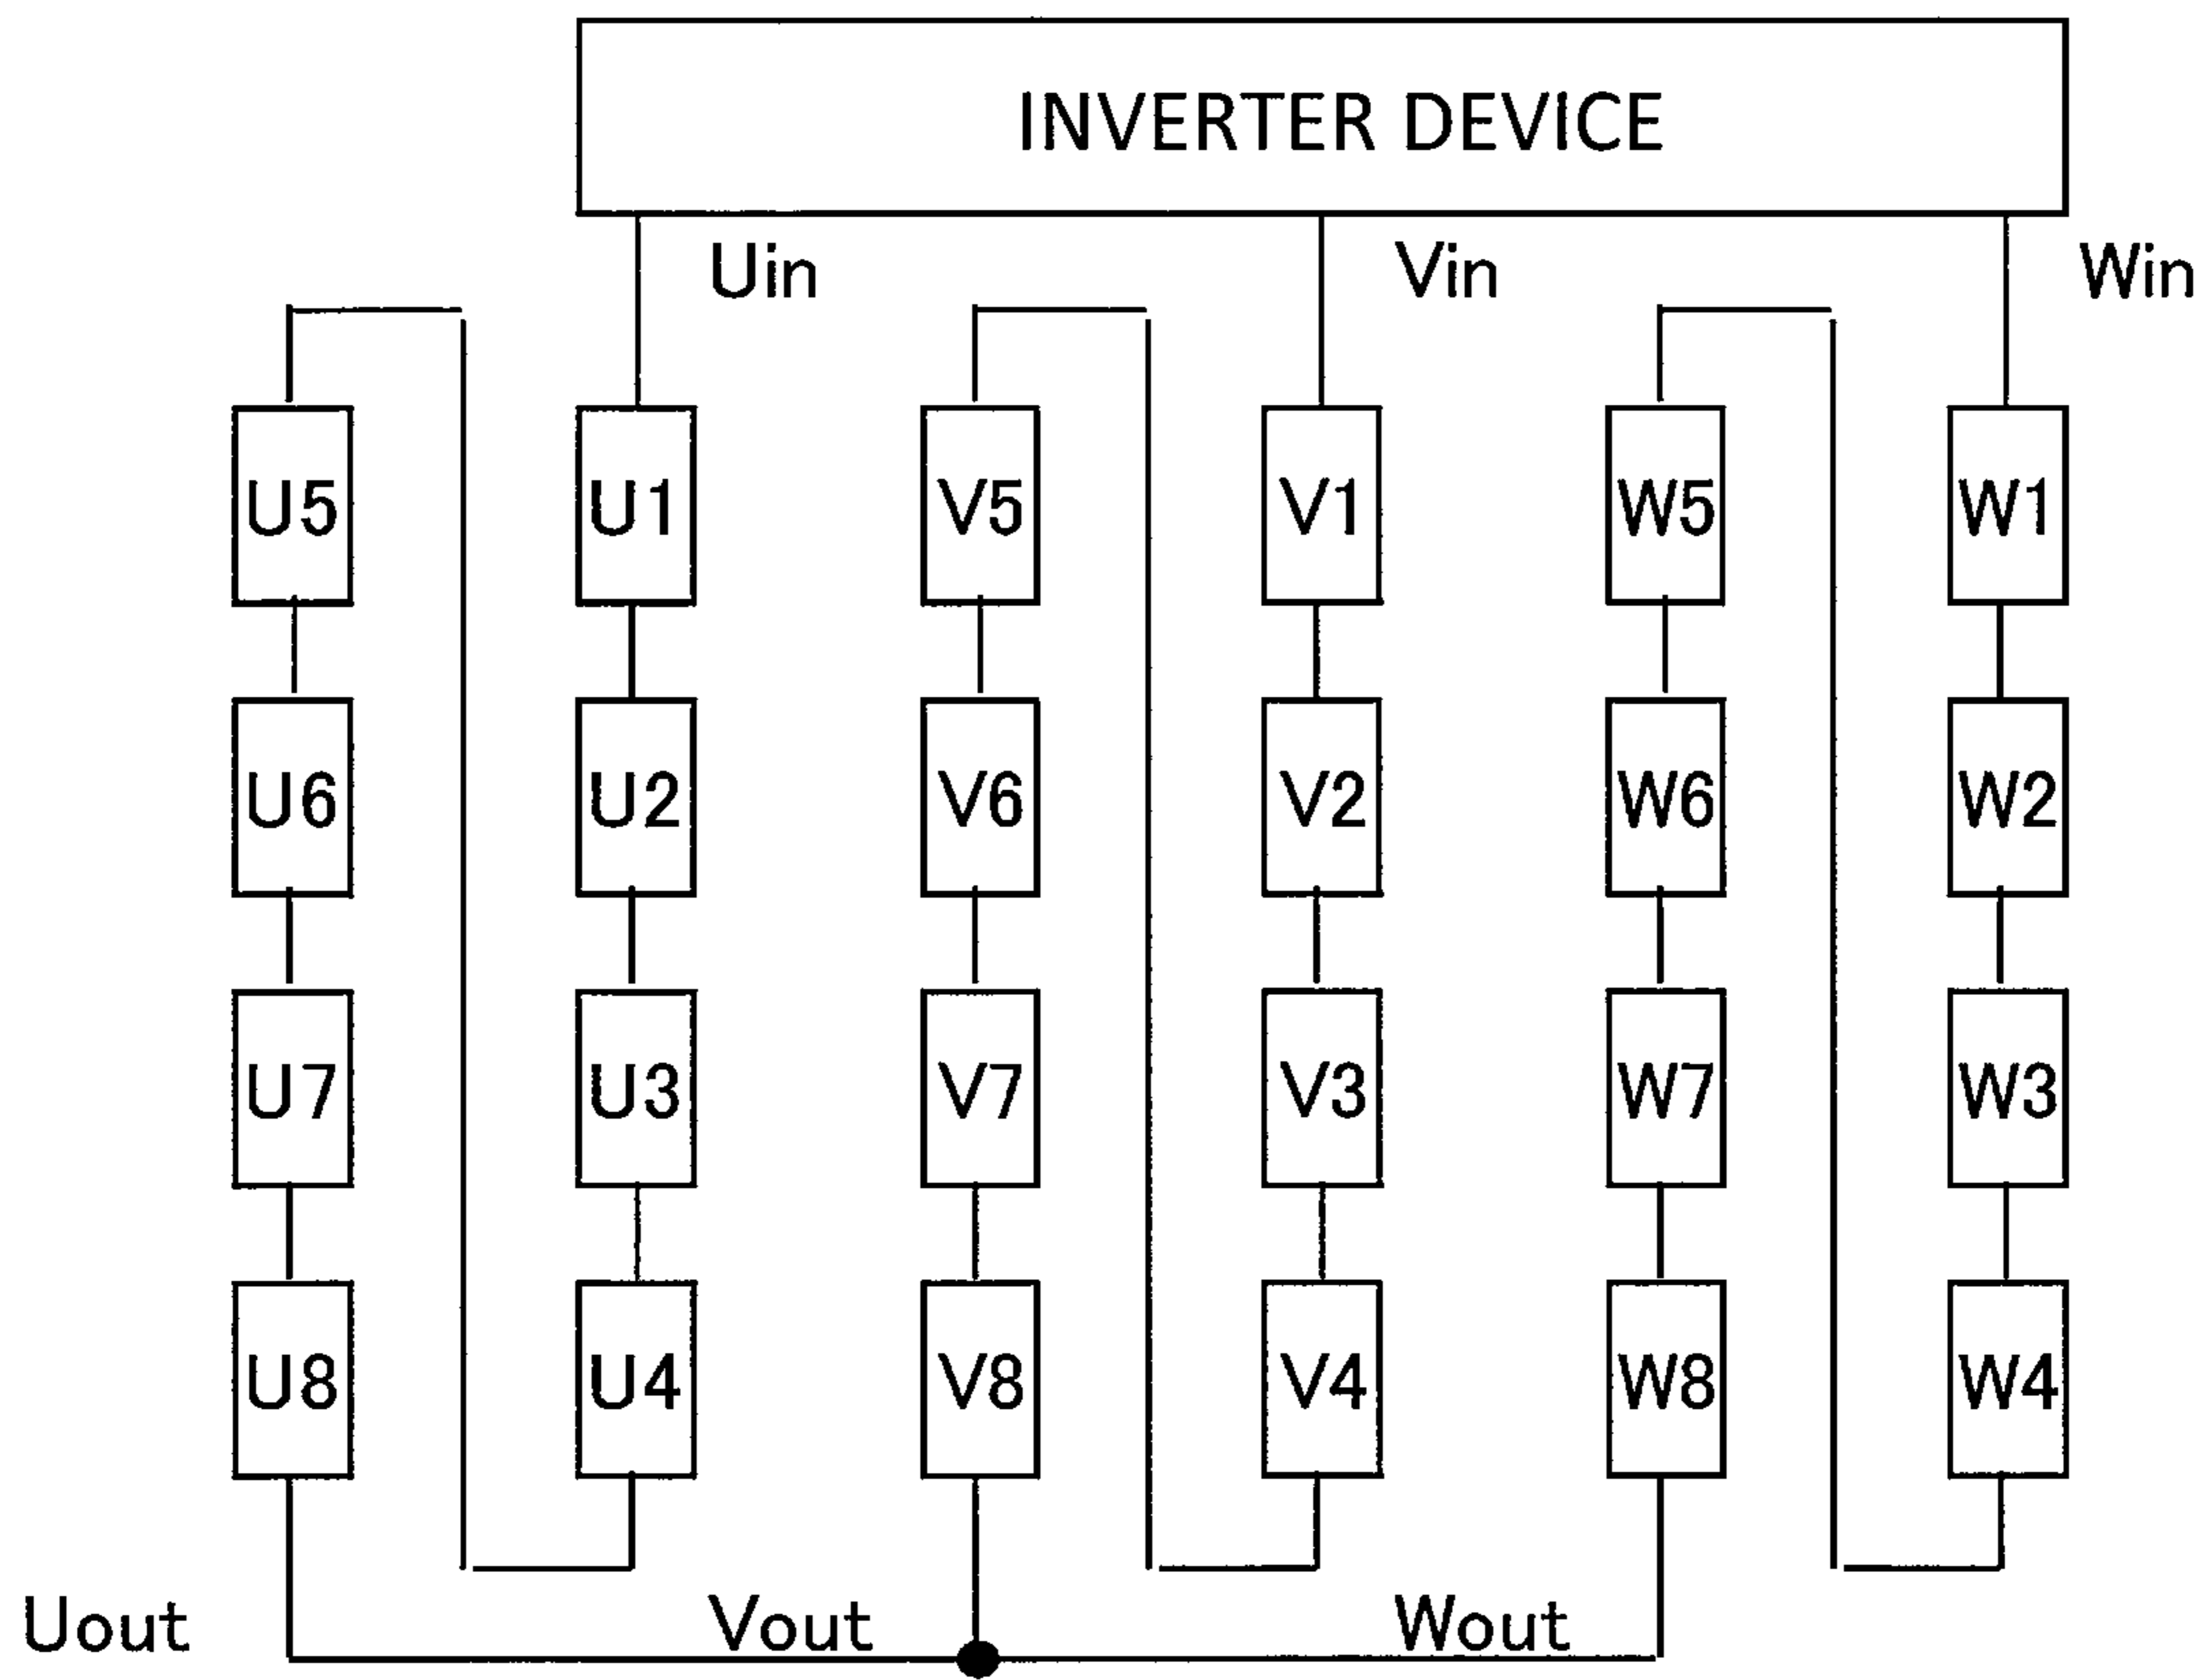 INVERTER DEVICE
Uin Vin Win
U5 U1 V5 V1 W5 W1
U6 U2 V6 V2 W6 W2
U7 U3 V7 V3 W7 W3
U8 U4 V8 V4 W8 W4
Uout Vout Wout